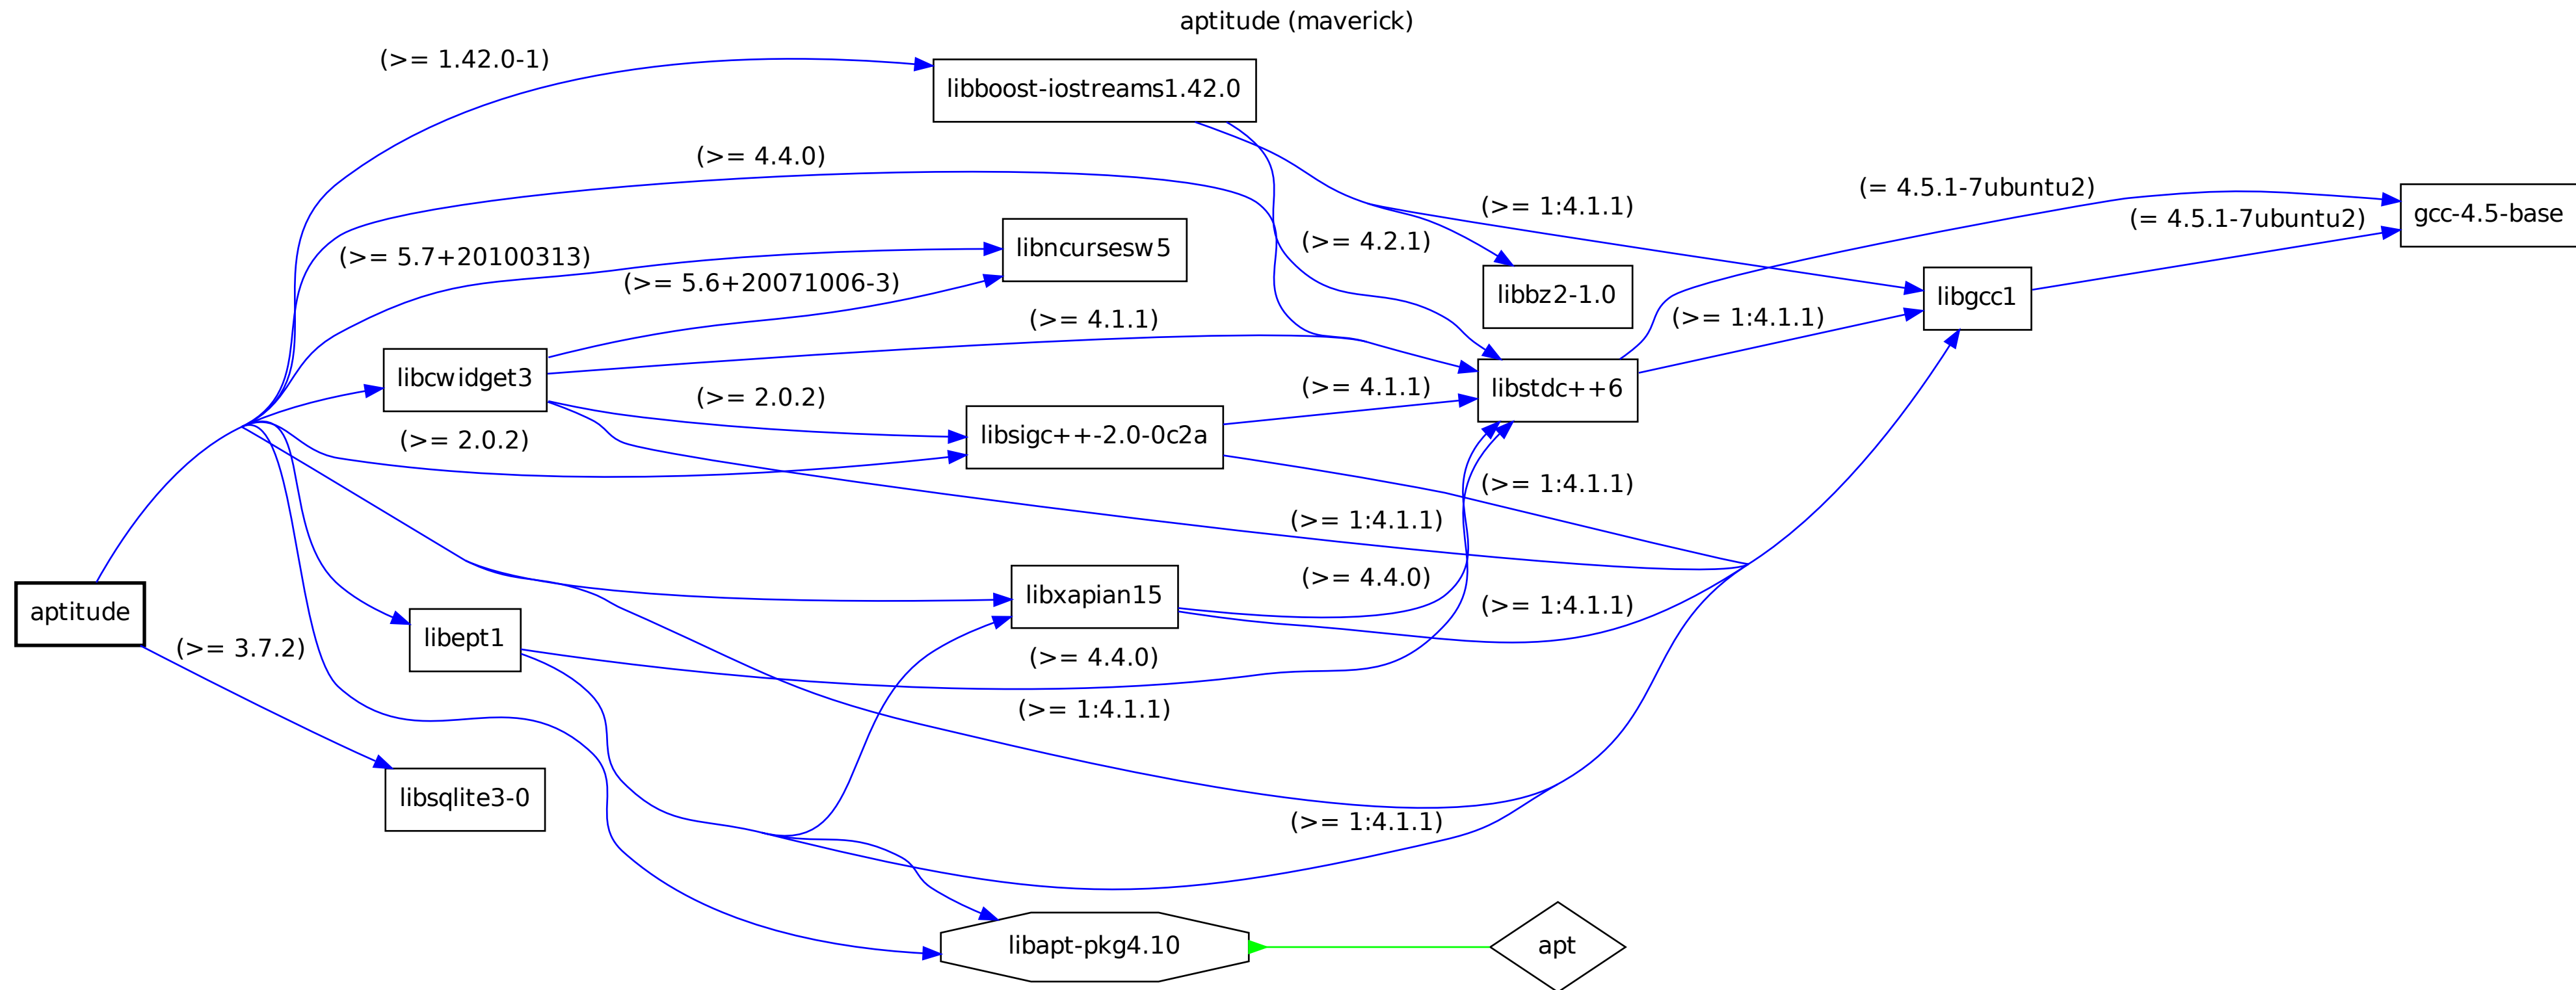 aptitude (maverick)
(>= 1.42.0-1)
libboost-iostreams1.42.0
(>= 4.4.0)
(= 4.5.1-7ubuntu2)
(>= 1:4.1.1)
gcc-4.5-base
(= 4.5.1-7ubuntu2)
(>= 4.2.1)
libncursesw5
(>= 5.7+20100313)
(>= 5.6+20071006-3)
libbz2-1.0
libgcc1
(>= 4.1.1)
(>= 1:4.1.1)
libcwidget3
(>= 4.1.1)
libstdc++6
(>= 2.0.2)
(>= 2.0.2)
libsigc++-2.0-0c2a
(>= 1:4.1.1)
(>= 1:4.1.1)
(>= 4.4.0)
libxapian15
(>= 1:4.1.1)
aptitude
libept1
(>= 3.7.2)
(>= 4.4.0)
(>= 1:4.1.1)
libsqlite3-0
(>= 1:4.1.1)
libapt-pkg4.10
apt